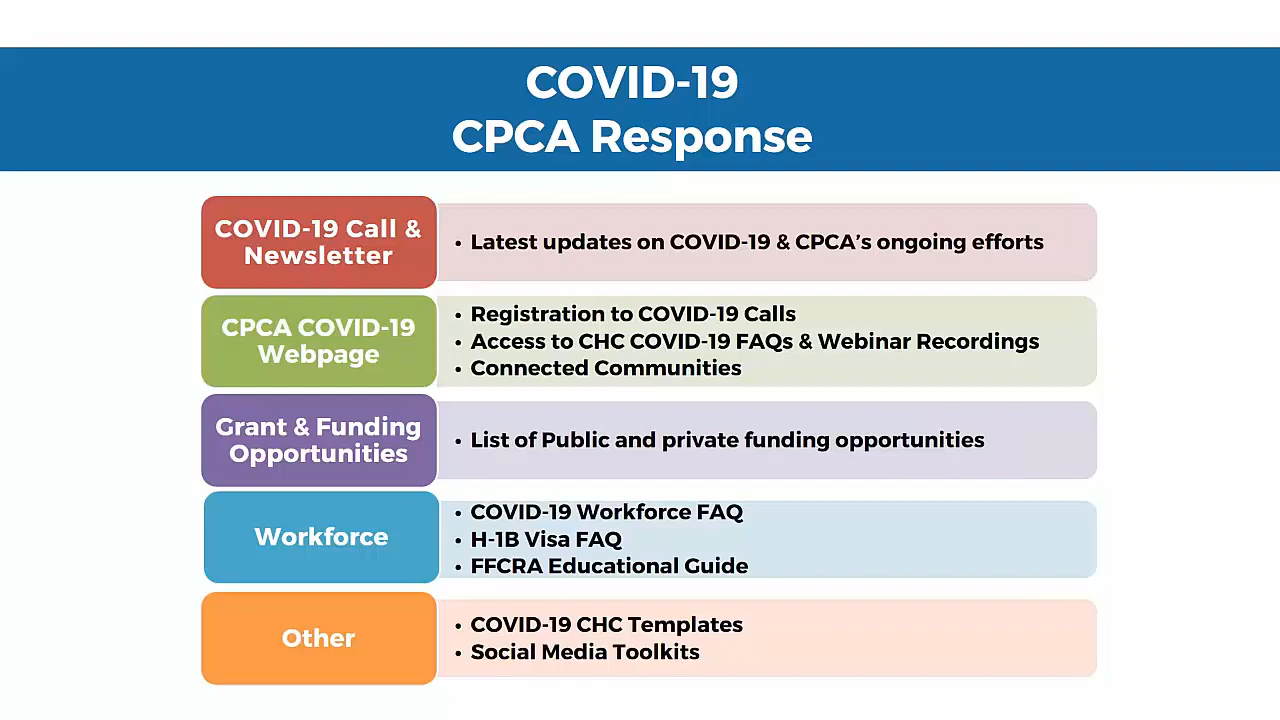 COVID-19
CPCA Response
COVID-19 Call &
Newsletter
• Latest updates on COVID-19 & CPCA’s ongoing efforts
CPCA COVID-19
Webpage
• Registration to COVID-19 Calls
• Access to CHC COVID-19 FAQs & Webinar Recordings
• Connected Communities
Grant & Funding
Opportunities
• List of Public and private funding opportunities
Workforce
• COVID-19 Workforce FAQ
• H-1B Visa FAQ
• FFCRA Educational Guide
Other
• COVID-19 CHC Templates
• Social Media Toolkits